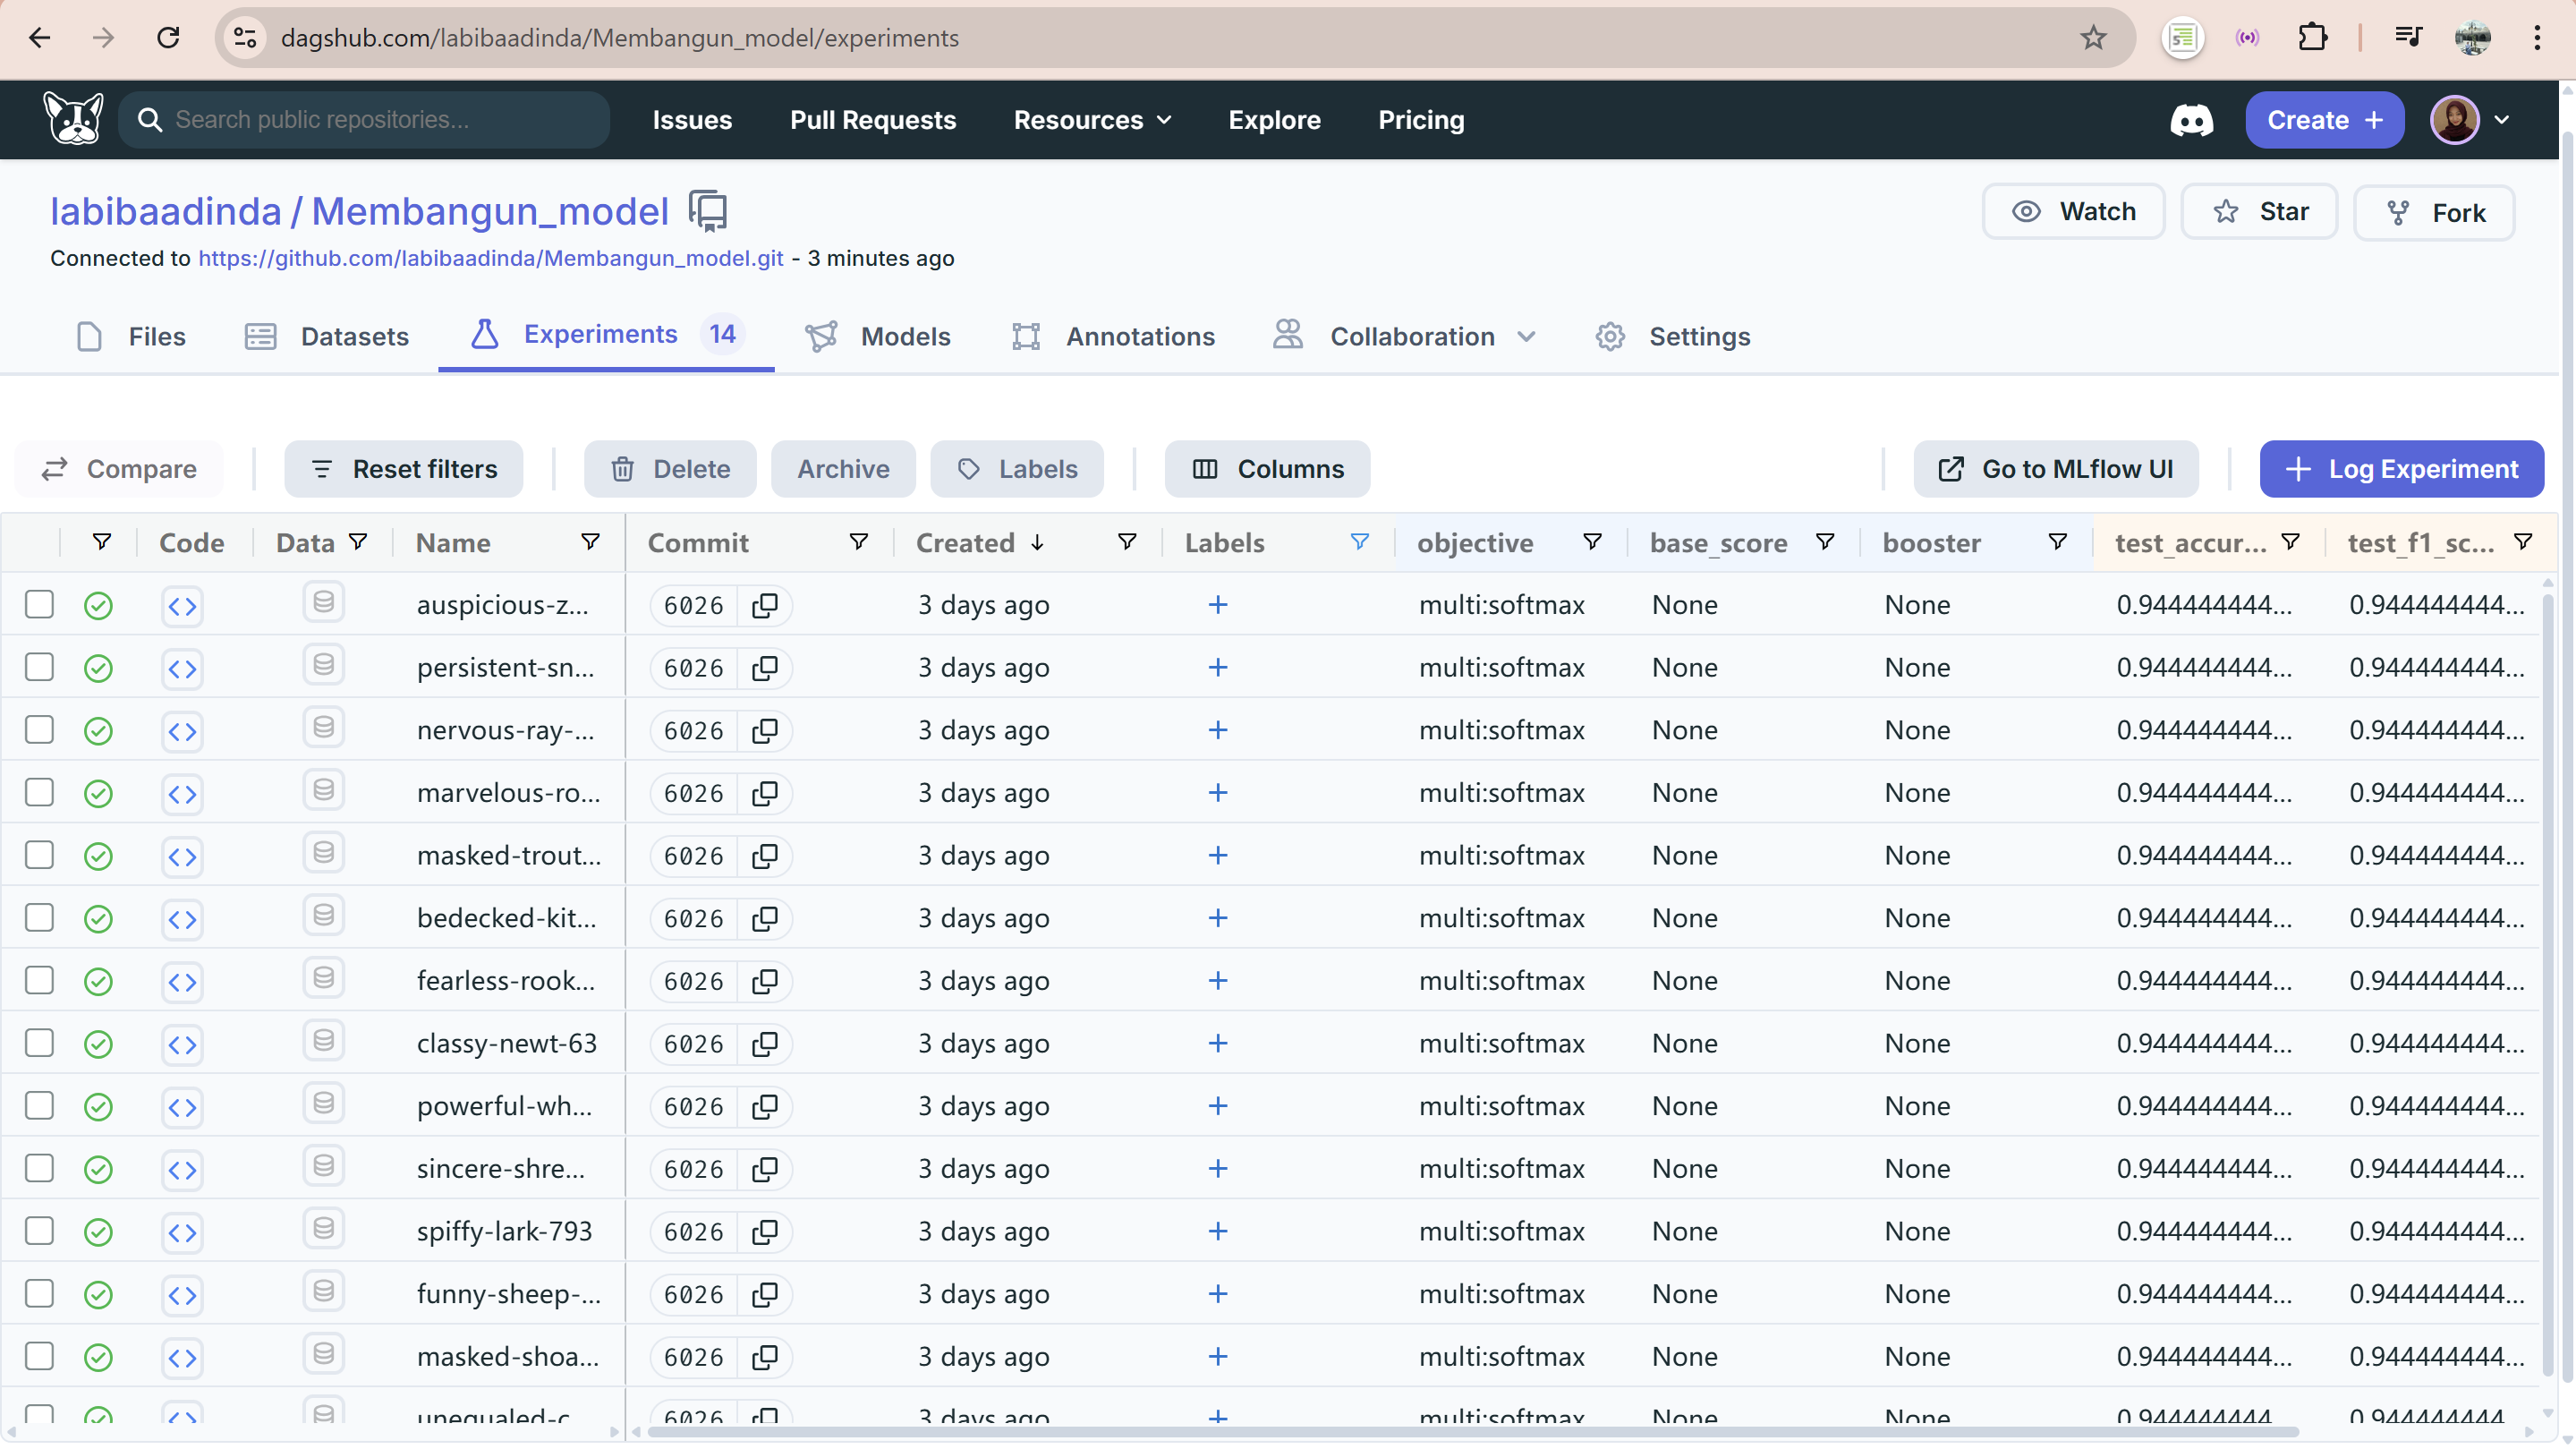 dagshub.com/labibaadinda/Membangun_model/experiments
Search public repositories...
Issues
Pull Requests
Resources
Explore
Pricing
Create +
labibaadinda / Membangun_model
Watch
Star
Fork
Connected to https://github.com/labibaadinda/Membangun_model.git - 3 minutes ago
Files
Datasets
Experiments 14
Models
Annotations
Collaboration
Settings
Compare
Reset filters
Delete
Archive
Labels
Columns
Go to MLflow UI
+ Log Experiment
Code Data Name Commit Created ↓ Labels objective base_score booster test_accur... test_f1_sc...
auspicious-z... 6026 3 days ago + multi:softmax None None 0.944444444... 0.944444444...
persistent-sn... 6026 3 days ago + multi:softmax None None 0.944444444... 0.944444444...
nervous-ray-... 6026 3 days ago + multi:softmax None None 0.944444444... 0.944444444...
marvelous-ro... 6026 3 days ago + multi:softmax None None 0.944444444... 0.944444444...
masked-trout... 6026 3 days ago + multi:softmax None None 0.944444444... 0.944444444...
bedecked-kit... 6026 3 days ago + multi:softmax None None 0.944444444... 0.944444444...
fearless-rook... 6026 3 days ago + multi:softmax None None 0.944444444... 0.944444444...
classy-newt-63 6026 3 days ago + multi:softmax None None 0.944444444... 0.944444444...
powerful-wh... 6026 3 days ago + multi:softmax None None 0.944444444... 0.944444444...
sincere-shre... 6026 3 days ago + multi:softmax None None 0.944444444... 0.944444444...
spiffy-lark-793 6026 3 days ago + multi:softmax None None 0.944444444... 0.944444444...
funny-sheep-... 6026 3 days ago + multi:softmax None None 0.944444444... 0.944444444...
masked-shoa... 6026 3 days ago + multi:softmax None None 0.944444444... 0.944444444...
unequaled-c... 6026 3 days ago + multi:softmax None None 0.944444444... 0.944444444...